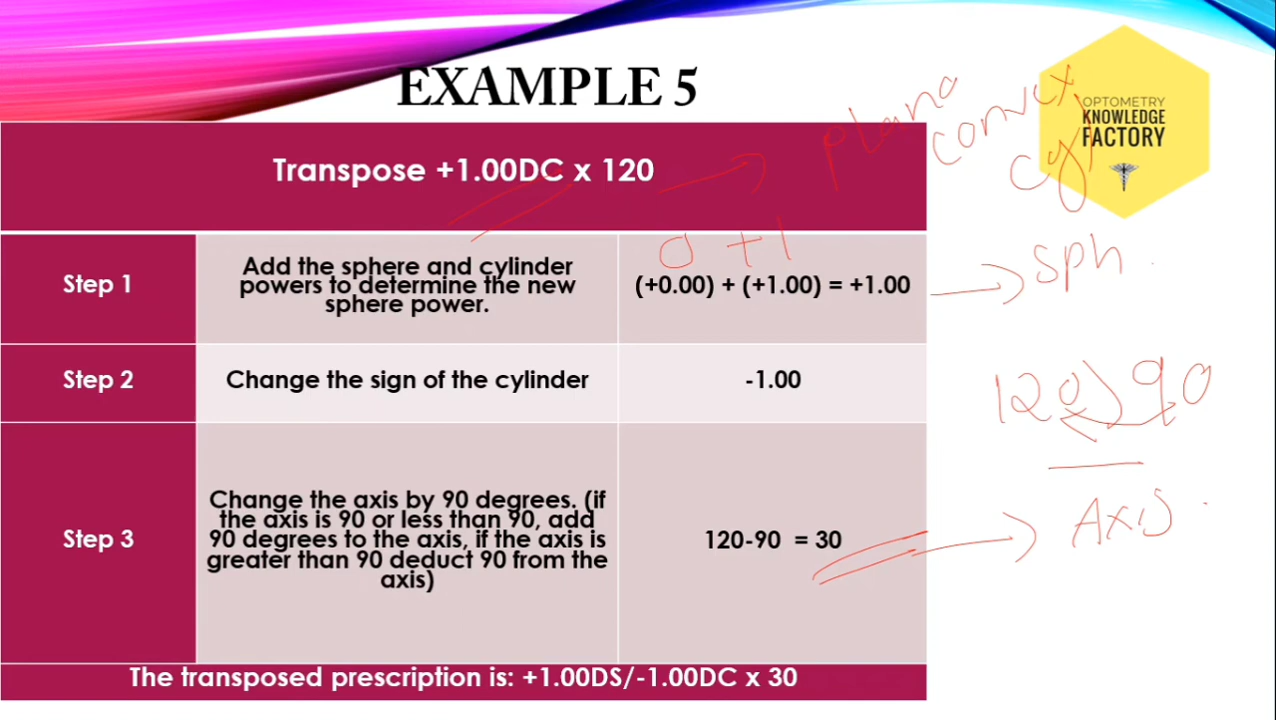 EXAMPLE 5
OPTOMETRY
KNOWLEDGE
FACTORY
plano
convex
cyl
Transpose +1.00DC x 120
0 +1
Step 1
Add the sphere and cylinder
powers to determine the new
sphere power.
(+0.00) + (+1.00) = +1.00
Sph
Step 2
Change the sign of the cylinder
-1.00
120 > 90
Step 3
Change the axis by 90 degrees. (if
the axis is 90 or less than 90, add
90 degrees to the axis, if the axis is
greater than 90 deduct 90 from the
axis)
120-90 = 30
AXIS
The transposed prescription is: +1.00DS/-1.00DC x 30